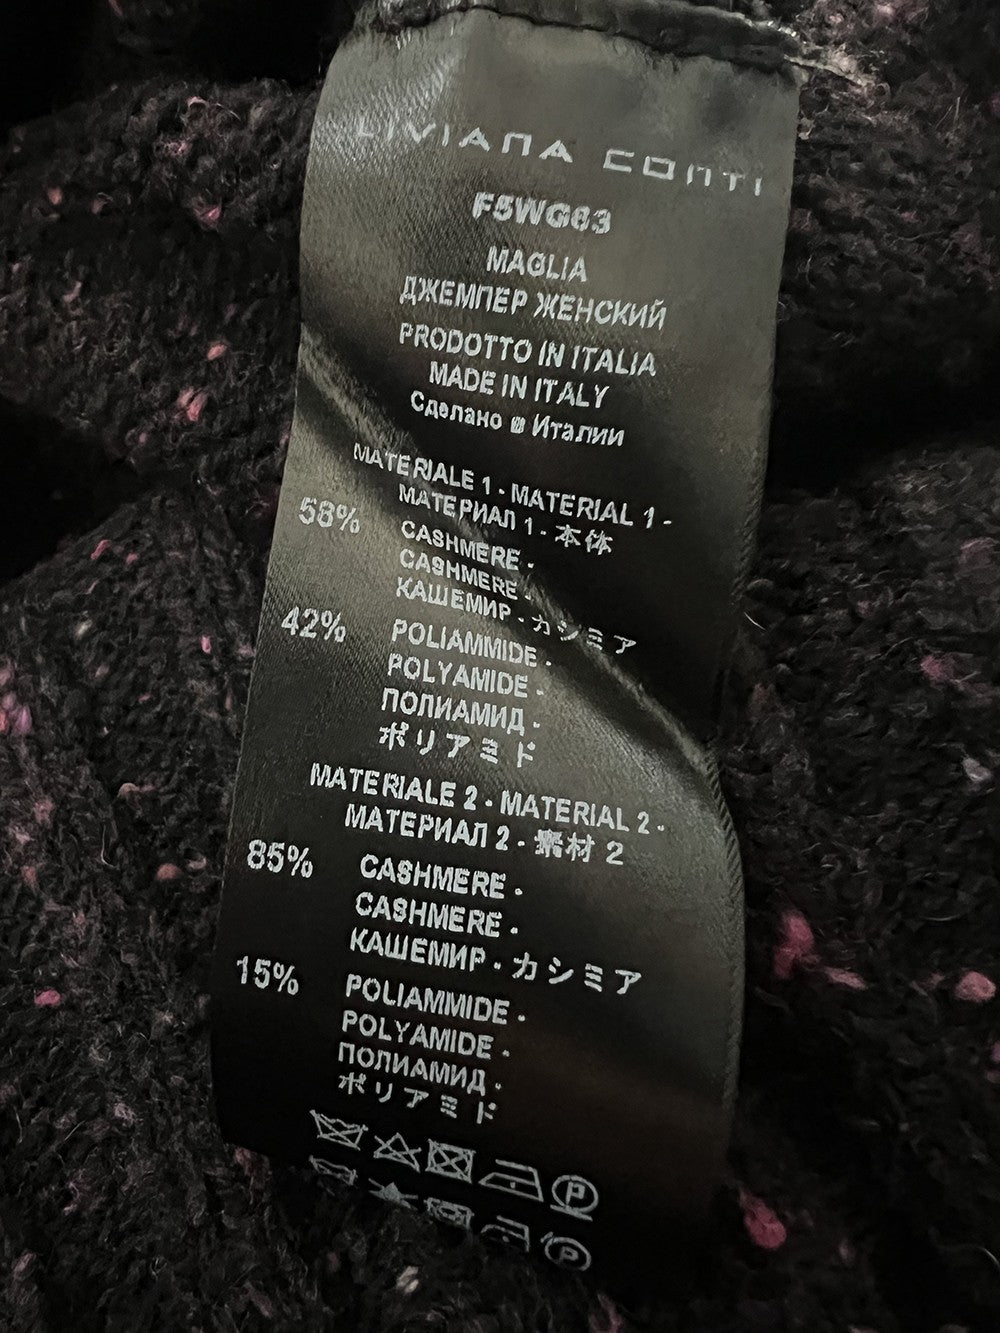 LIVIANA CONTI
F5WG63
MAGLIA
ДЖЕМПЕР ЖЕНСКИЙ
PRODOTTO IN ITALIA
MADE IN ITALY
Сделано в Италии
MATERIALE 1 - MATERIAL 1 -
МАТЕРИАЛ 1 - 本体
58% CASHMERE -
CASHMERE -
КАШЕМИР - カシミア
42% POLIAMMIDE -
POLYAMIDE -
ПОЛИАМИД -
ポリアミド
MATERIALE 2 - MATERIAL 2 -
МАТЕРИАЛ 2 - 素材 2
85% CASHMERE -
CASHMERE -
КАШЕМИР - カシミア
15% POLIAMMIDE -
POLYAMIDE -
ПОЛИАМИД -
ポリアミド
P
P